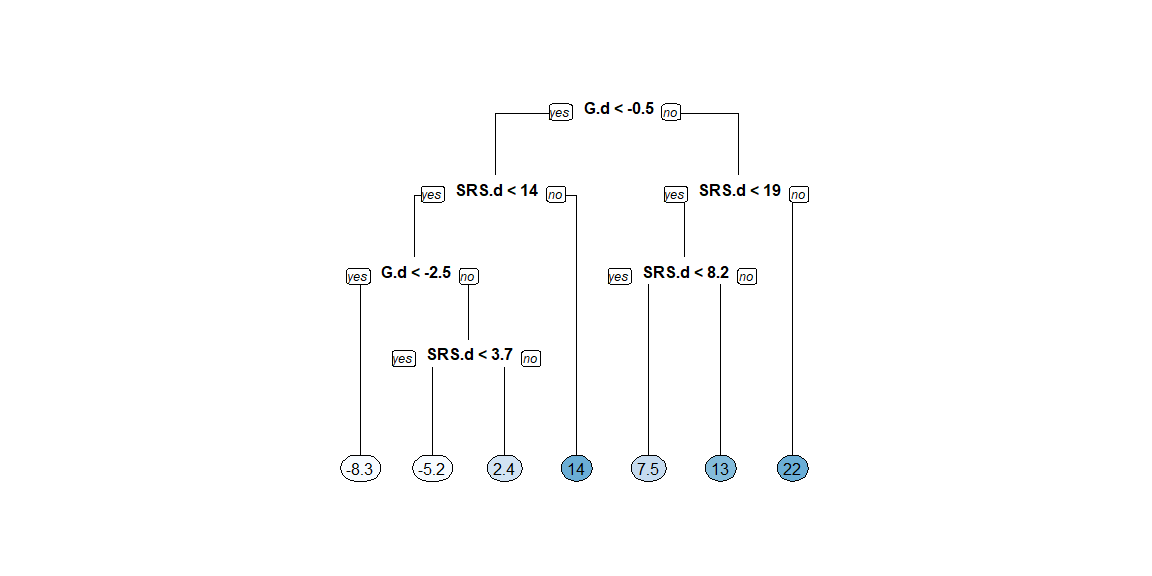 yes G.d < -0.5 no
yes SRS.d < 14 no yes SRS.d < 19 no
yes G.d < -2.5 no yes SRS.d < 8.2 no
yes SRS.d < 3.7 no
-8.3 -5.2 2.4 14 7.5 13 22